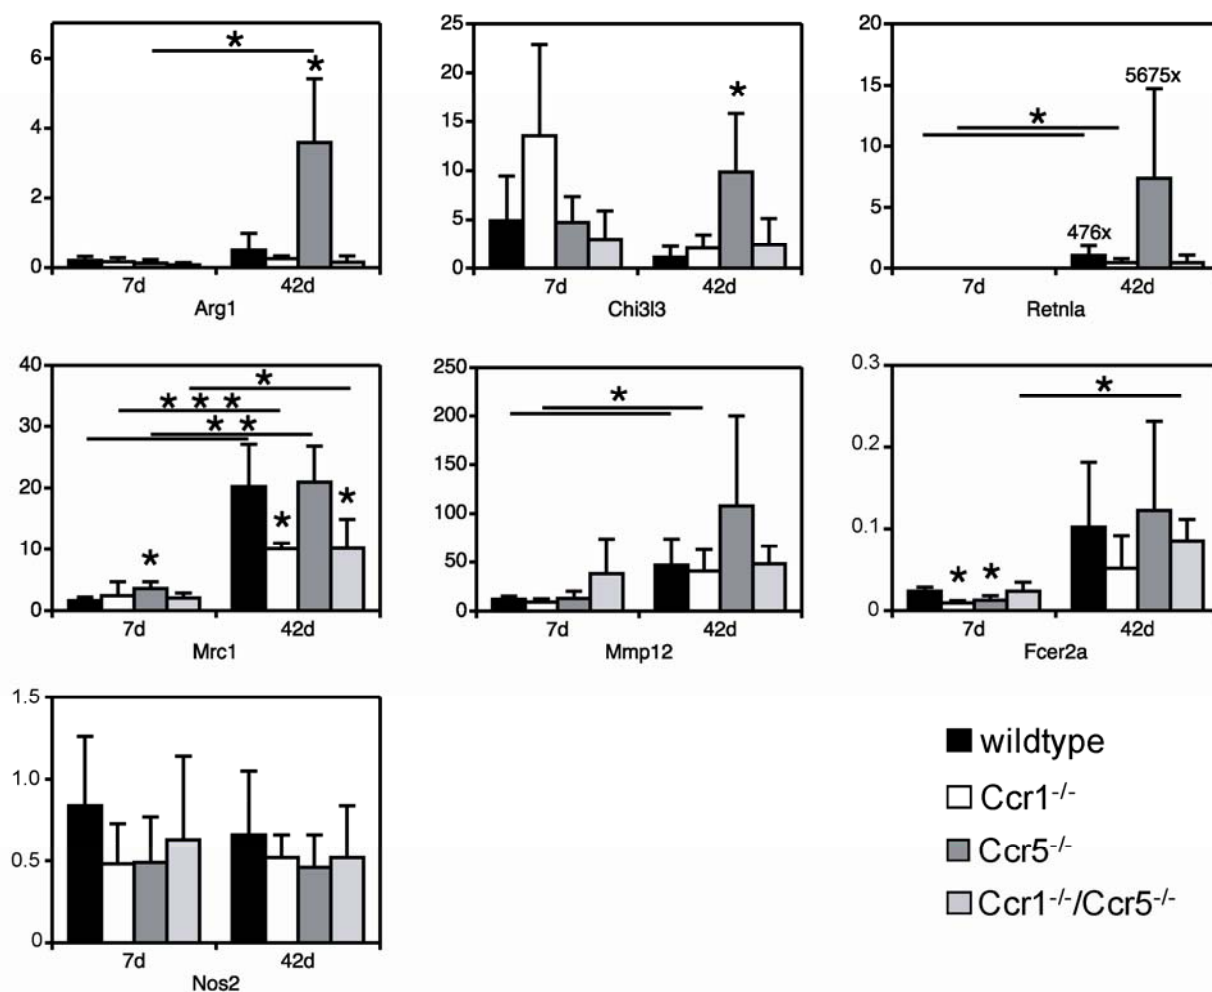 6
4
2
0
*
*
7d 42d
Arg1
25
20
15
10
5
0
*
7d 42d
Chi3l3
20
15
10
5
0
5675x
*
476x
7d 42d
Retnla
40
30
20
10
0
*
* * *
* *
*
*
*
7d 42d
Mrc1
250
200
150
100
50
0
*
7d 42d
Mmp12
0.3
0.2
0.1
0
*
* *
7d 42d
Fcer2a
1.5
1.0
0.5
0
7d 42d
Nos2
wildtype
Ccr1-/-
Ccr5-/-
Ccr1-/-/Ccr5-/-